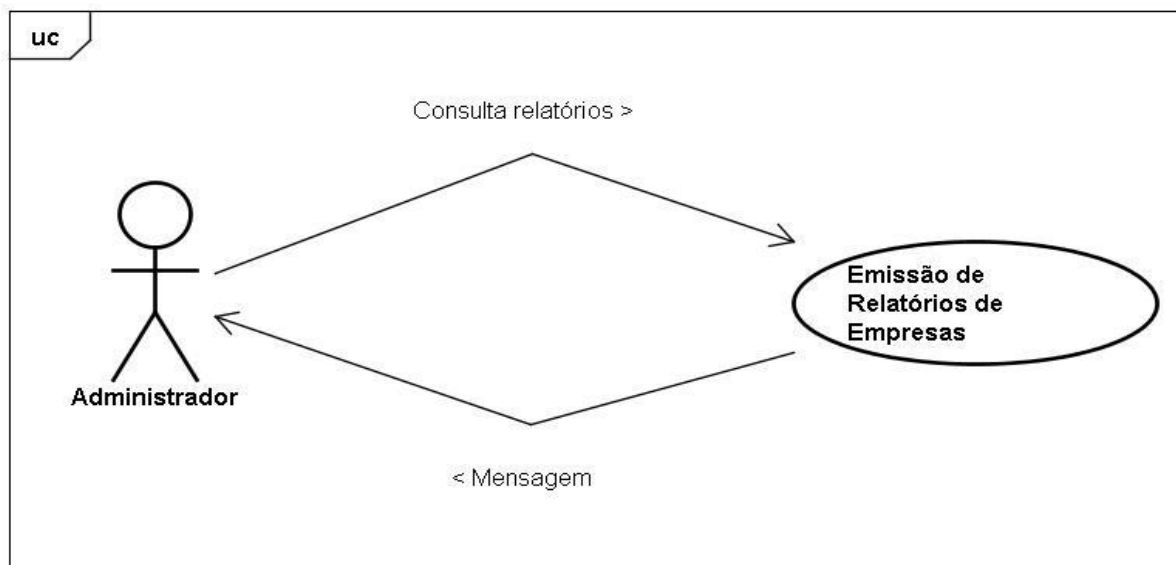 uc
Consulta relatórios >
Emissão de
Relatórios de
Empresas
Administrador
< Mensagem